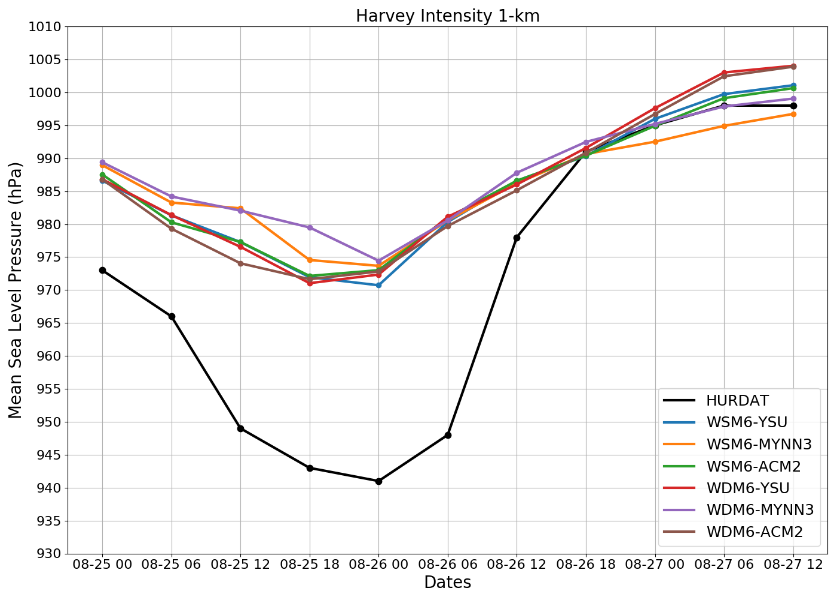 Harvey Intensity 1-km
Mean Sea Level Pressure (hPa)
1010
1005
1000
995
990
985
980
975
970
965
960
955
950
945
940
935
930
HURDAT
WSM6-YSU
WSM6-MYNN3
WSM6-ACM2
WDM6-YSU
WDM6-MYNN3
WDM6-ACM2
08-25 00 08-25 06 08-25 12 08-25 18 08-26 00 08-26 06 08-26 12 08-26 18 08-27 00 08-27 06 08-27 12
Dates